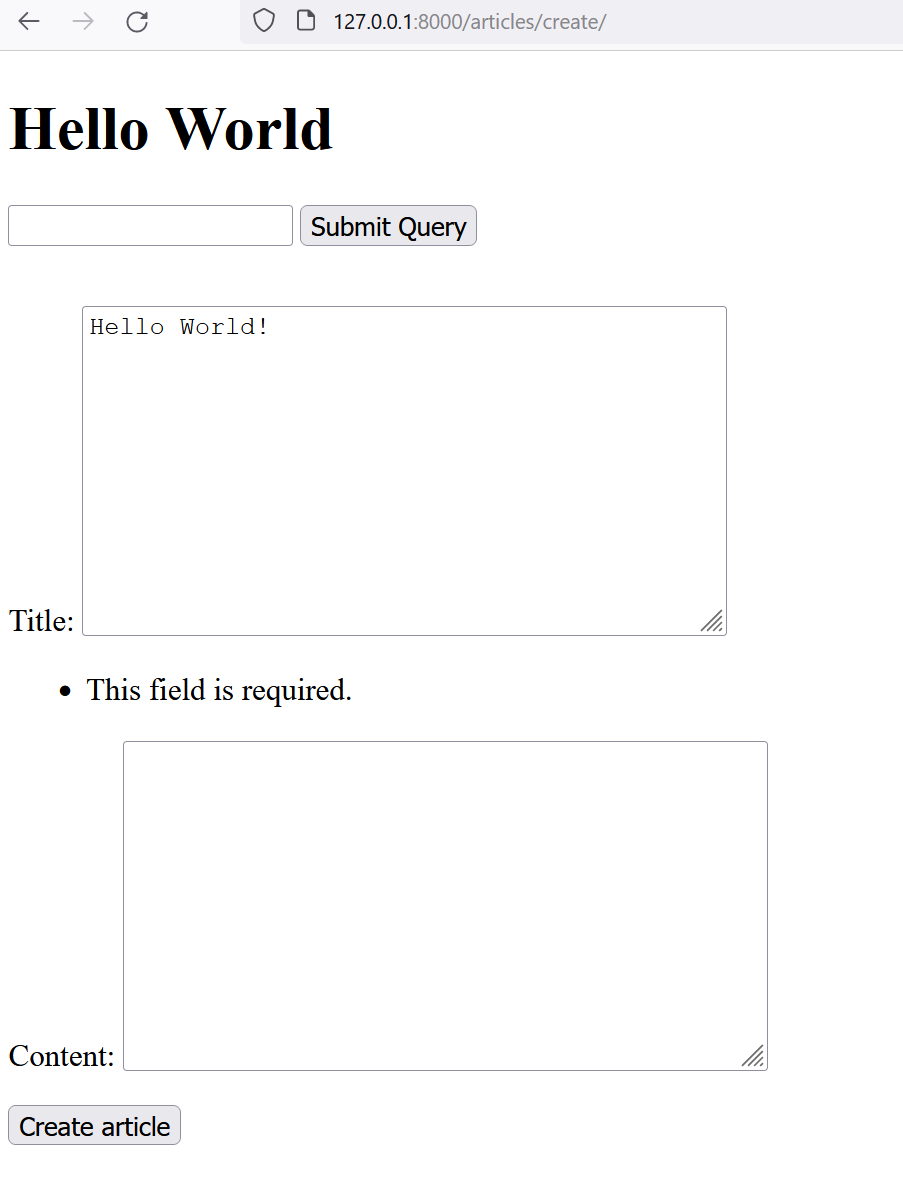 127.0.0.1:8000/articles/create/
Hello World
Submit Query
Hello World!
Title:
This field is required.
Content:
Create article